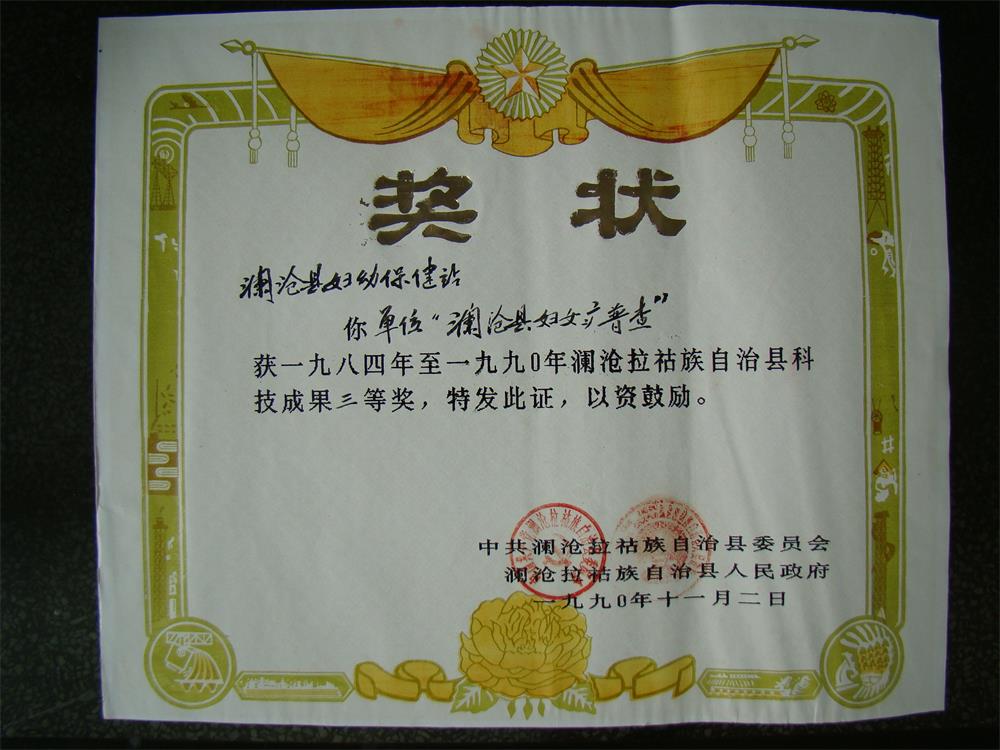 奖 状
澜沧县妇幼保健站
你单位“澜沧县妇女疒普查”
获一九八四年至一九九0年澜沧拉祜族自治县科
技成果三等奖，特发此证，以资鼓励。
中共澜沧拉祜族自治县委员会
澜沧拉祜族自治县人民政府
一九九0年十一月二日